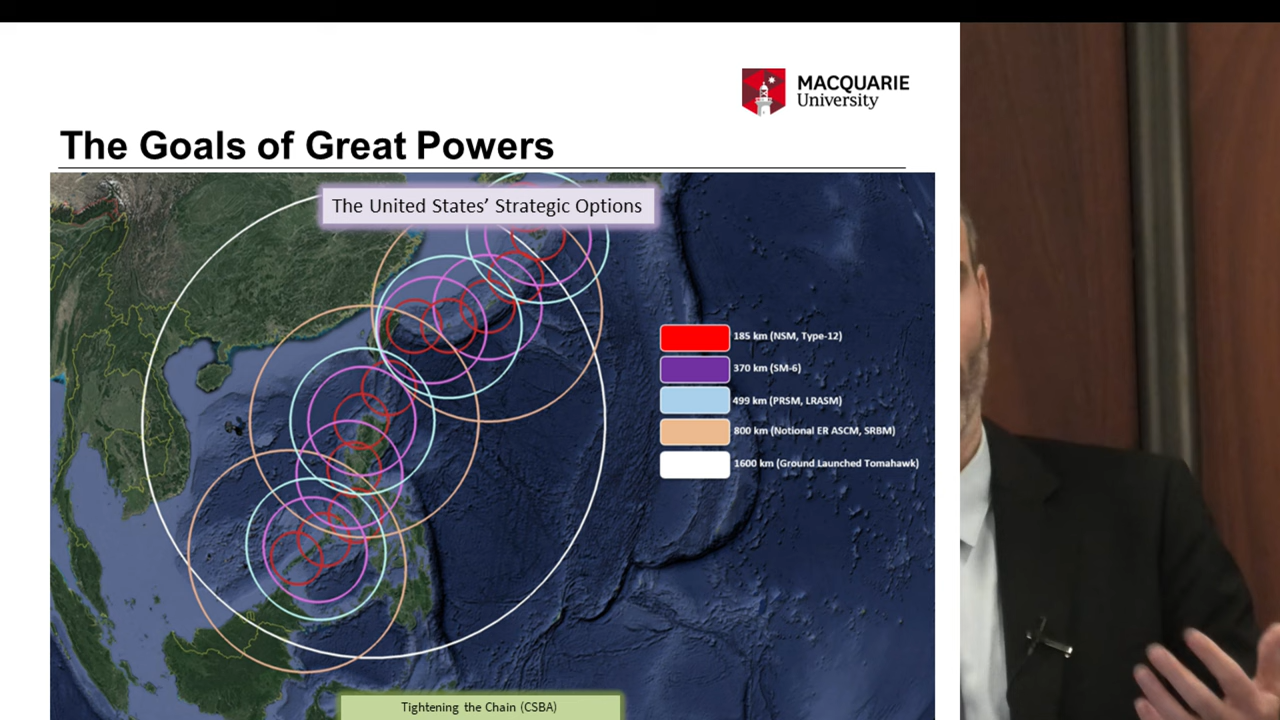 MACQUARIE
University
The Goals of Great Powers
The United States’ Strategic Options
185 km (NSM, Type-12)
370 km (SM-6)
499 km (PRSM, LRASM)
800 km (Notional ER ASCM, SRBM)
1600 km (Ground Launched Tomahawk)
Tightening the Chain (CSBA)